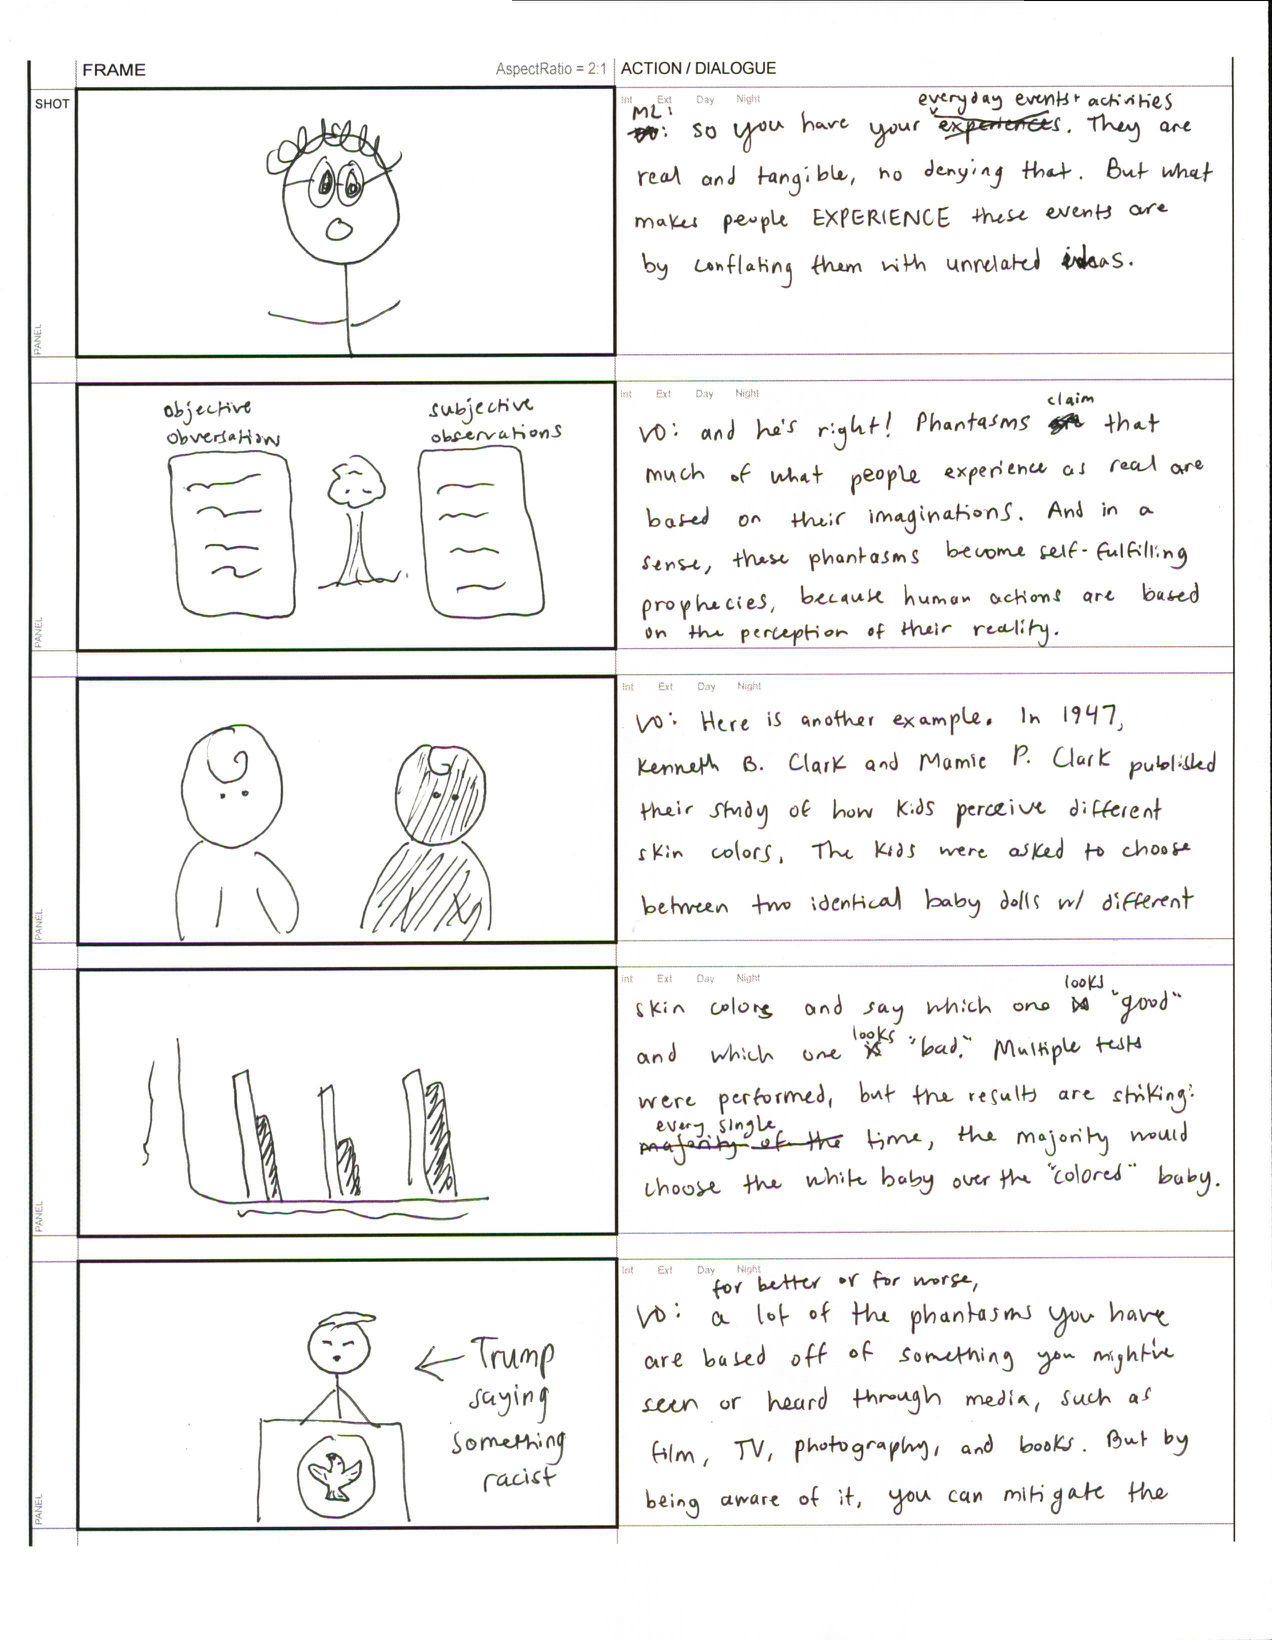 FRAME AspectRatio = 2:1 ACTION / DIALOGUE
SHOT
Int Ext Day Night
everyday events + activities
ML: so you have your experiences. They are
real and tangible, no denying that. But what
makes people EXPERIENCE these events are
by conflating them with unrelated ideas.
PANEL
objective
obversations
subjective
observations
Int Ext Day Night
claim
VO: and he's right! Phantasms that
much of what people experience as real are
based on their imaginations. And in a
sense, these phantasms become self-fulfilling
prophecies, because human actions are based
on the perception of their reality.
PANEL
Int Ext Day Night
VO: Here is another example. In 1947,
Kenneth B. Clark and Mamie P. Clark published
their study of how kids perceive different
skin colors. The kids were asked to choose
between two identical baby dolls w/ different
PANEL
Int Ext Day Night
looks
skin colors and say which one is "good"
looks
and which one is "bad." Multiple tests
were performed, but the results are striking:
every single
majority of the time, the majority would
choose the white baby over the "colored" baby.
PANEL
Trump
saying
something
racist
Int Ext Day Night
for better or for worse,
VO: a lot of the phantasms you have
are based off of something you might've
seen or heard through media, such as
film, TV, photography, and books. But by
being aware of it, you can mitigate the
PANEL